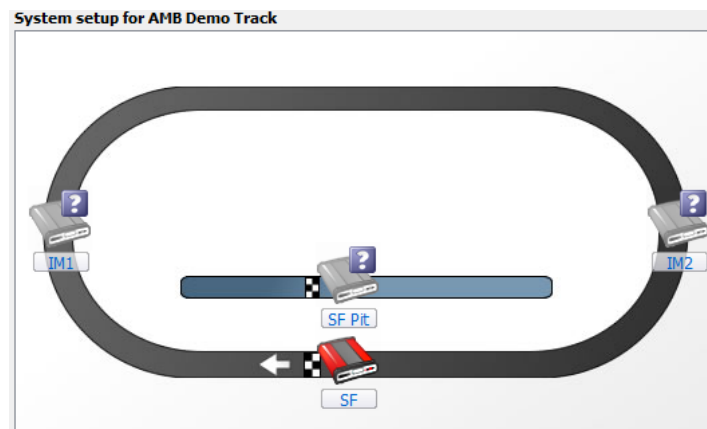 System setup for AMB Demo Track
?
?
IM1
?
IM2
SF Pit
SF